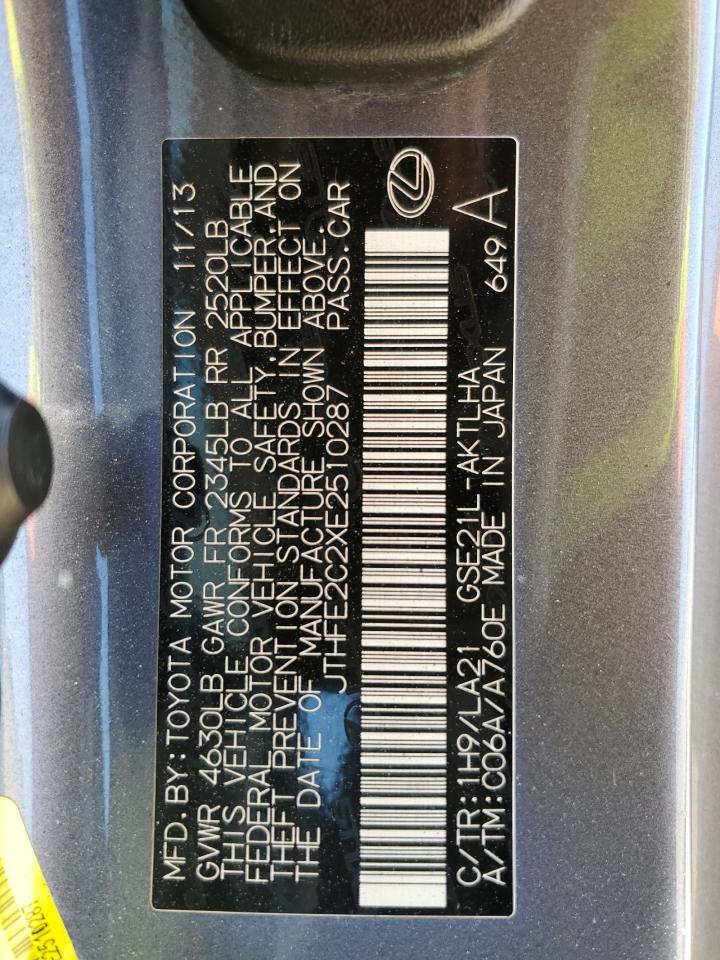 MFD.BY:TOYOTA MOTOR CORPORATION 11/13
GVWR 4630LB GAWR FR 2345LB RR 2520LB
THIS VEHICLE CONFORMS TO ALL APPLICABLE
FEDERAL MOTOR VEHICLE SAFETY,BUMPER,AND
THEFT PREVENTION STANDARDS IN EFFECT ON
THE DATE OF MANUFACTURE SHOWN ABOVE.
JTHFE2C2XE2510287 PASS.CAR
C/TR:1H9/LA21 GSE21L-AKTLHA
A/TM:C06A/A760E MADE IN JAPAN 649 A
E2510287